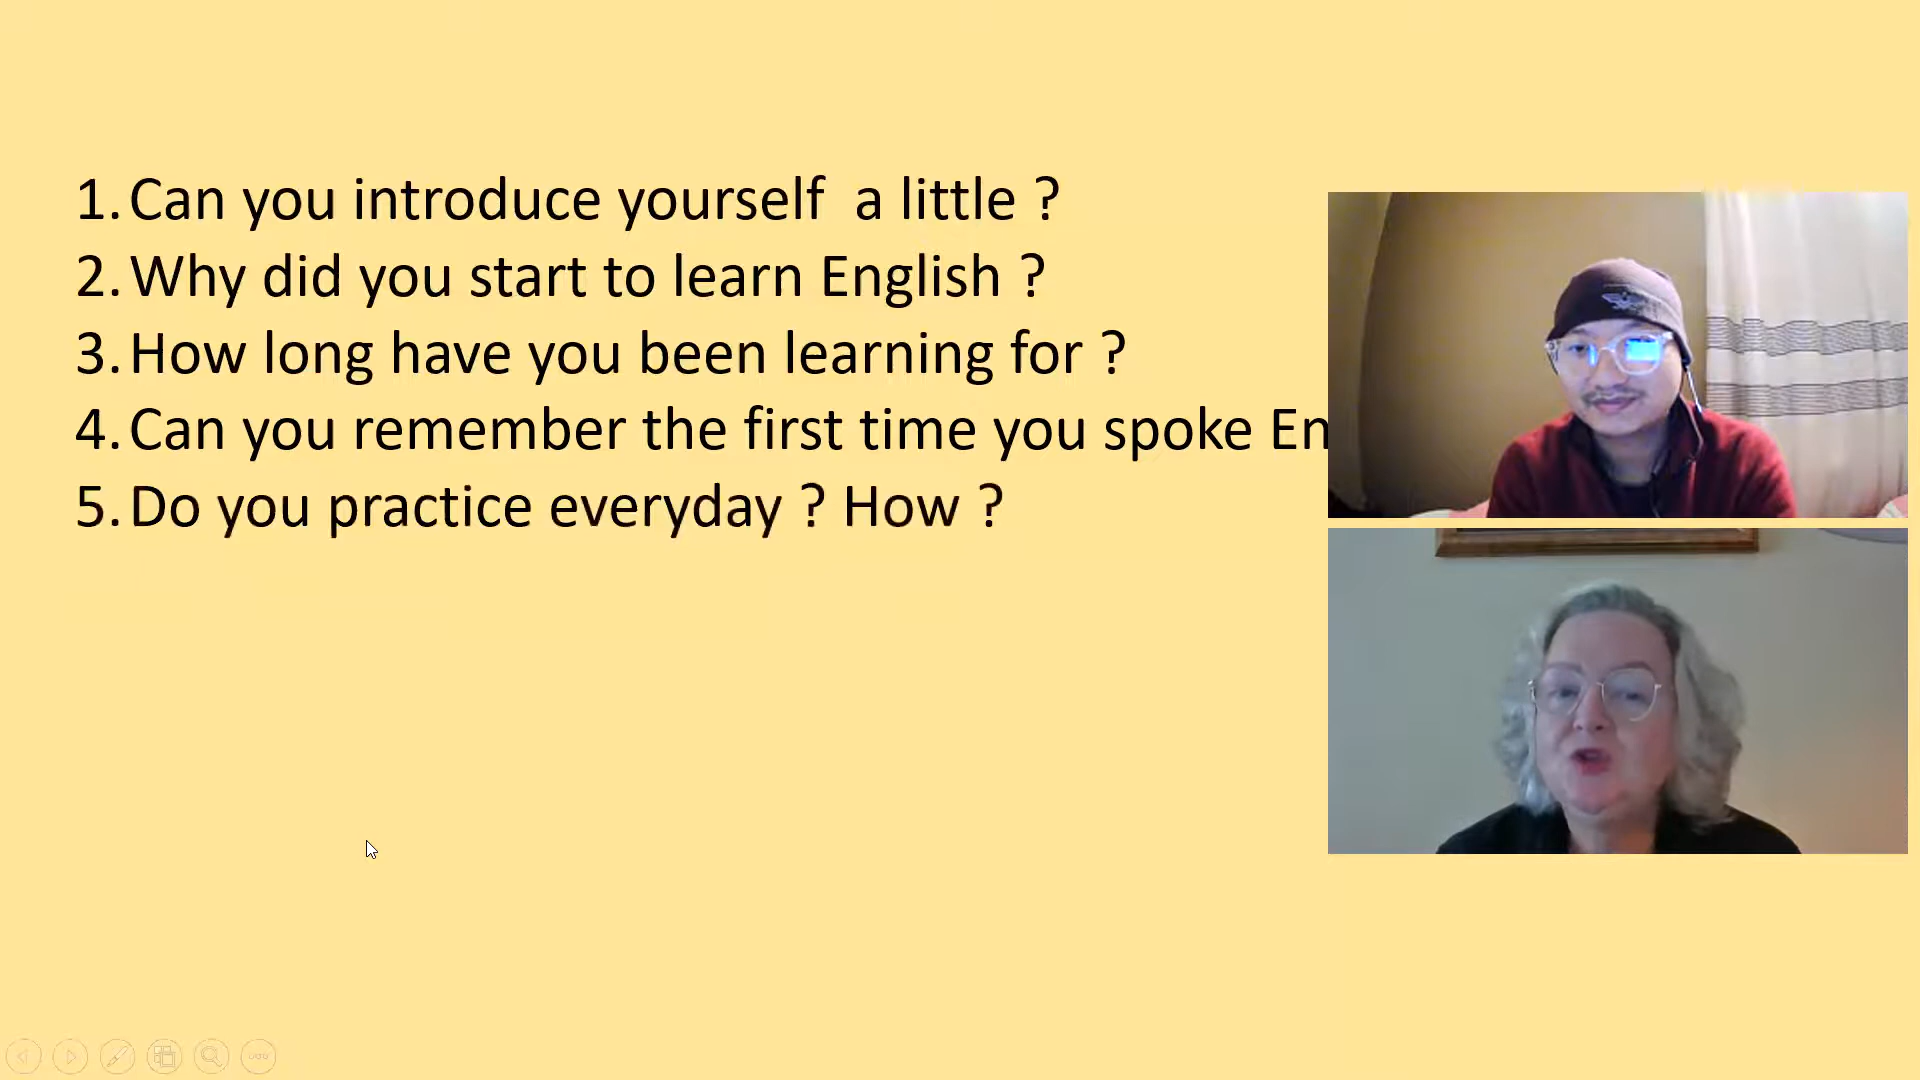 1. Can you introduce yourself  a little ?
2. Why did you start to learn English ?
3. How long have you been learning for ?
4. Can you remember the first time you spoke En
5. Do you practice everyday ? How ?